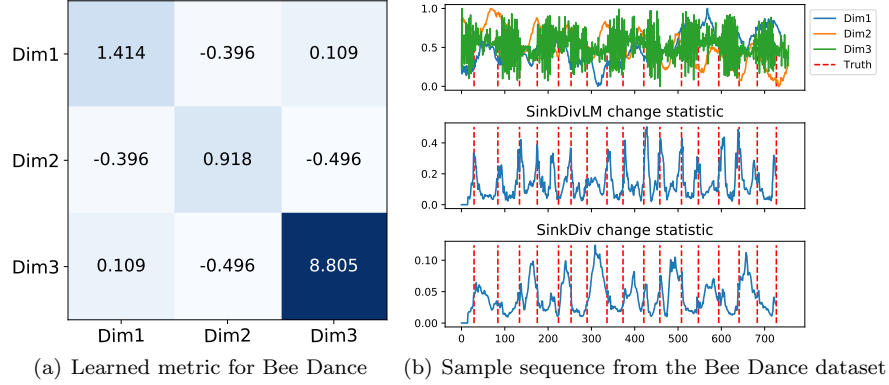 Dim1
1.414
-0.396
0.109
Dim2
-0.396
0.918
-0.496
Dim3
0.109
-0.496
8.805
Dim1
Dim2
Dim3
(a) Learned metric for Bee Dance
1.0
0.5
0.0
Dim1
Dim2
Dim3
Truth
SinkDivLM change statistic
0.4
0.2
0.0
SinkDiv change statistic
0.10
0.05
0.00
0
100
200
300
400
500
600
700
(b) Sample sequence from the Bee Dance dataset